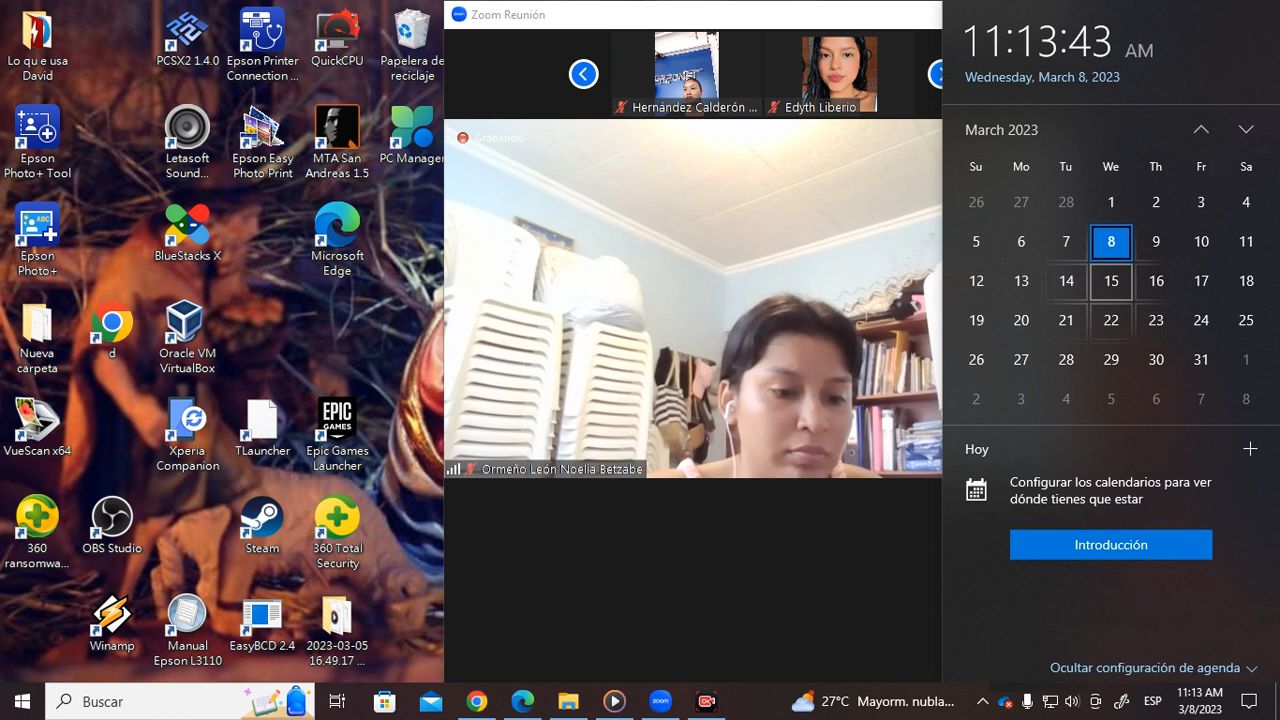 Lo que usa
David
PCSX2 1.4.0
Epson Printer
Connection ...
QuickCPU
Papelera de
reciclaje
Epson
Photo+ Tool
Letasoft
Sound...
Epson Easy
Photo Print
MTA San
Andreas 1.5
PC Manager
ABC
Epson
Photo+
BlueStacks X
Microsoft
Edge
Nueva
carpeta
d
Oracle VM
VirtualBox
VueScan x64
Xperia
Companion
TLauncher
EPIC
GAMES
Epic Games
Launcher
360
ransomwa...
OBS Studio
Steam
360 Total
Security
Winamp
Manual
Epson L3110
EasyBCD 2.4
2023-03-05
16.49.17 ...
zoom
Zoom Reunión
Hernández Calderón ...
Edyth Liberio
Grabando
Ormeño León Noelia Betzabe
11:13:43 AM
Wednesday, March 8, 2023
March 2023
Su Mo Tu We Th Fr Sa
26 27 28 1 2 3 4
5 6 7 8 9 10 11
12 13 14 15 16 17 18
19 20 21 22 23 24 25
26 27 28 29 30 31 1
2 3 4 5 6 7 8
Hoy
Configurar los calendarios para ver
dónde tienes que estar
Introducción
Ocultar configuración de agenda
Buscar
zoom
27°C Mayorm. nubla...
ESP
11:13 AM
3/8/2023